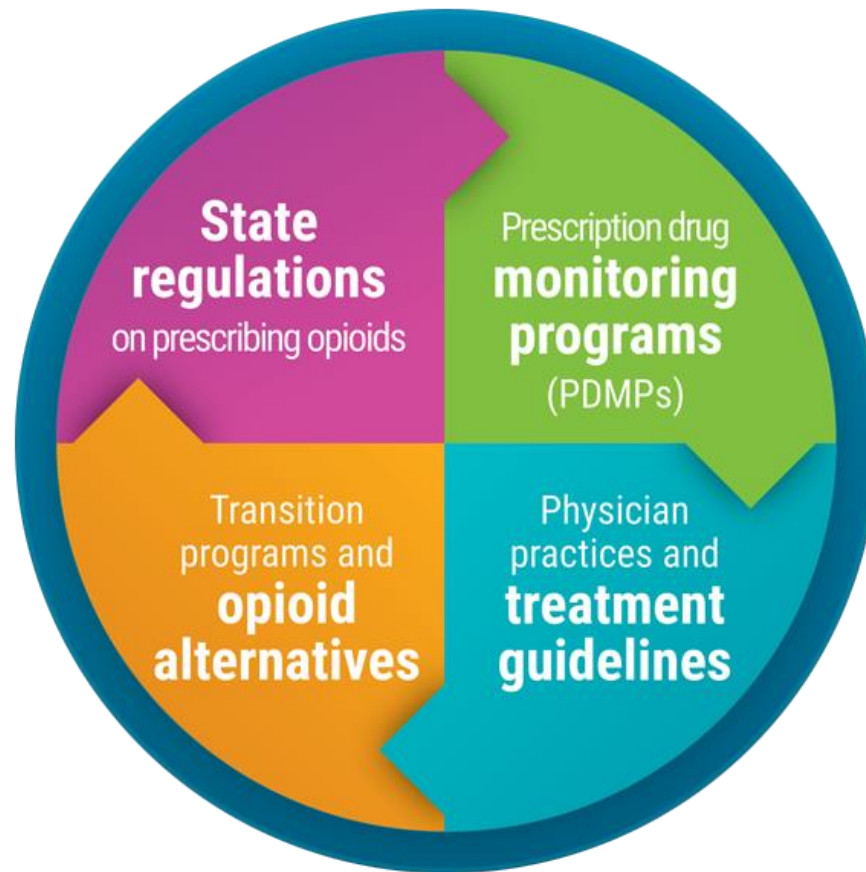 State
regulations
on prescribing opioids
Prescription drug
monitoring
programs
(PDMPs)
Transition
programs and
opioid
alternatives
Physician
practices and
treatment
guidelines